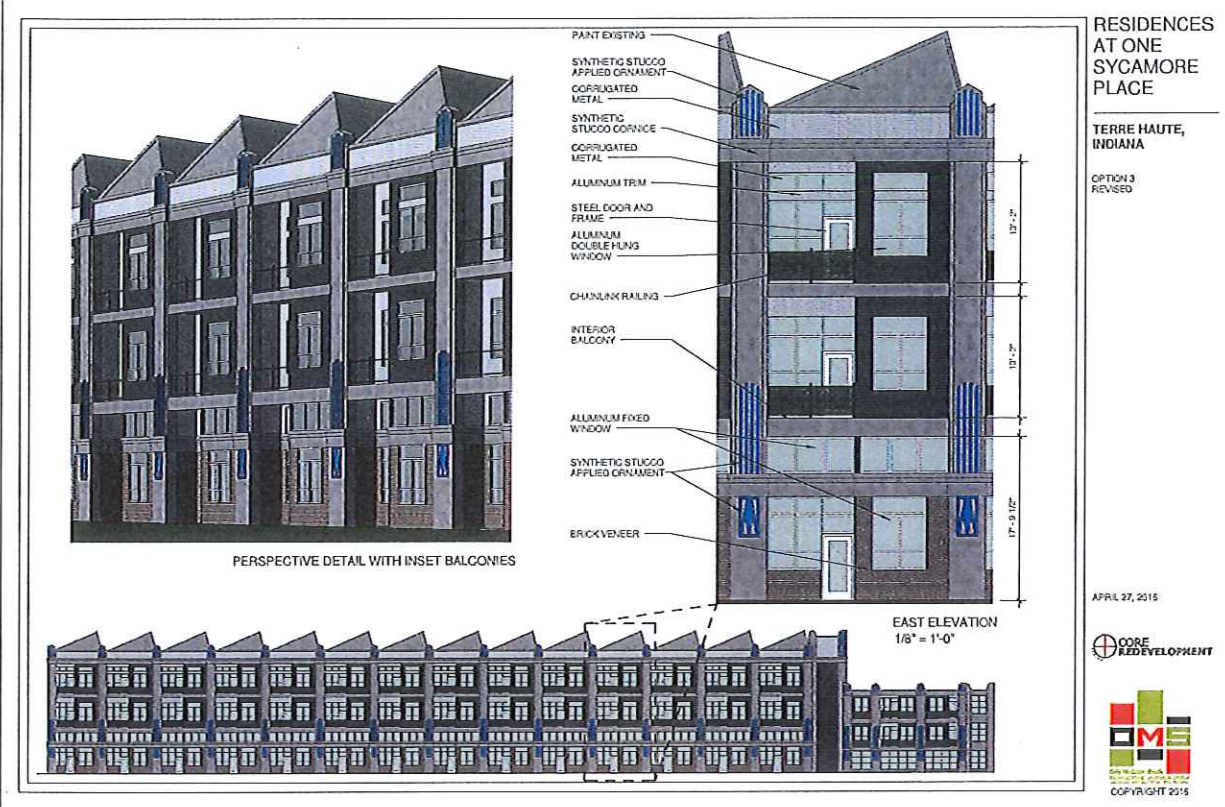 RESIDENCES
AT ONE
SYCAMORE
PLACE
TERRE HAUTE,
INDIANA
OPTION 3
REVISED
PAINT EXISTING
SYNTHETIC STUCCO
APPLIED ORNAMENT
CORRUGATED
METAL
SYNTHETIC
STUCCO CORNICE
CORRUGATED
METAL
ALUMINUM TRIM
STEEL DOOR AND
FRAME
ALUMINUM
DOUBLE HUNG
WINDOW
CHAINLINK RAILING
INTERIOR
BALCONY
ALUMINUM FIXED
WINDOW
SYNTHETIC STUCCO
APPLIED ORNAMENT
BRICK VENEER
13' - 2"
13' - 2"
17' - 9 1/2"
PERSPECTIVE DETAIL WITH INSET BALCONIES
EAST ELEVATION
1/8" = 1'-0"
APRIL 27, 2015
CORE
REDEVELOPMENT
DMS
COPYRIGHT 2015